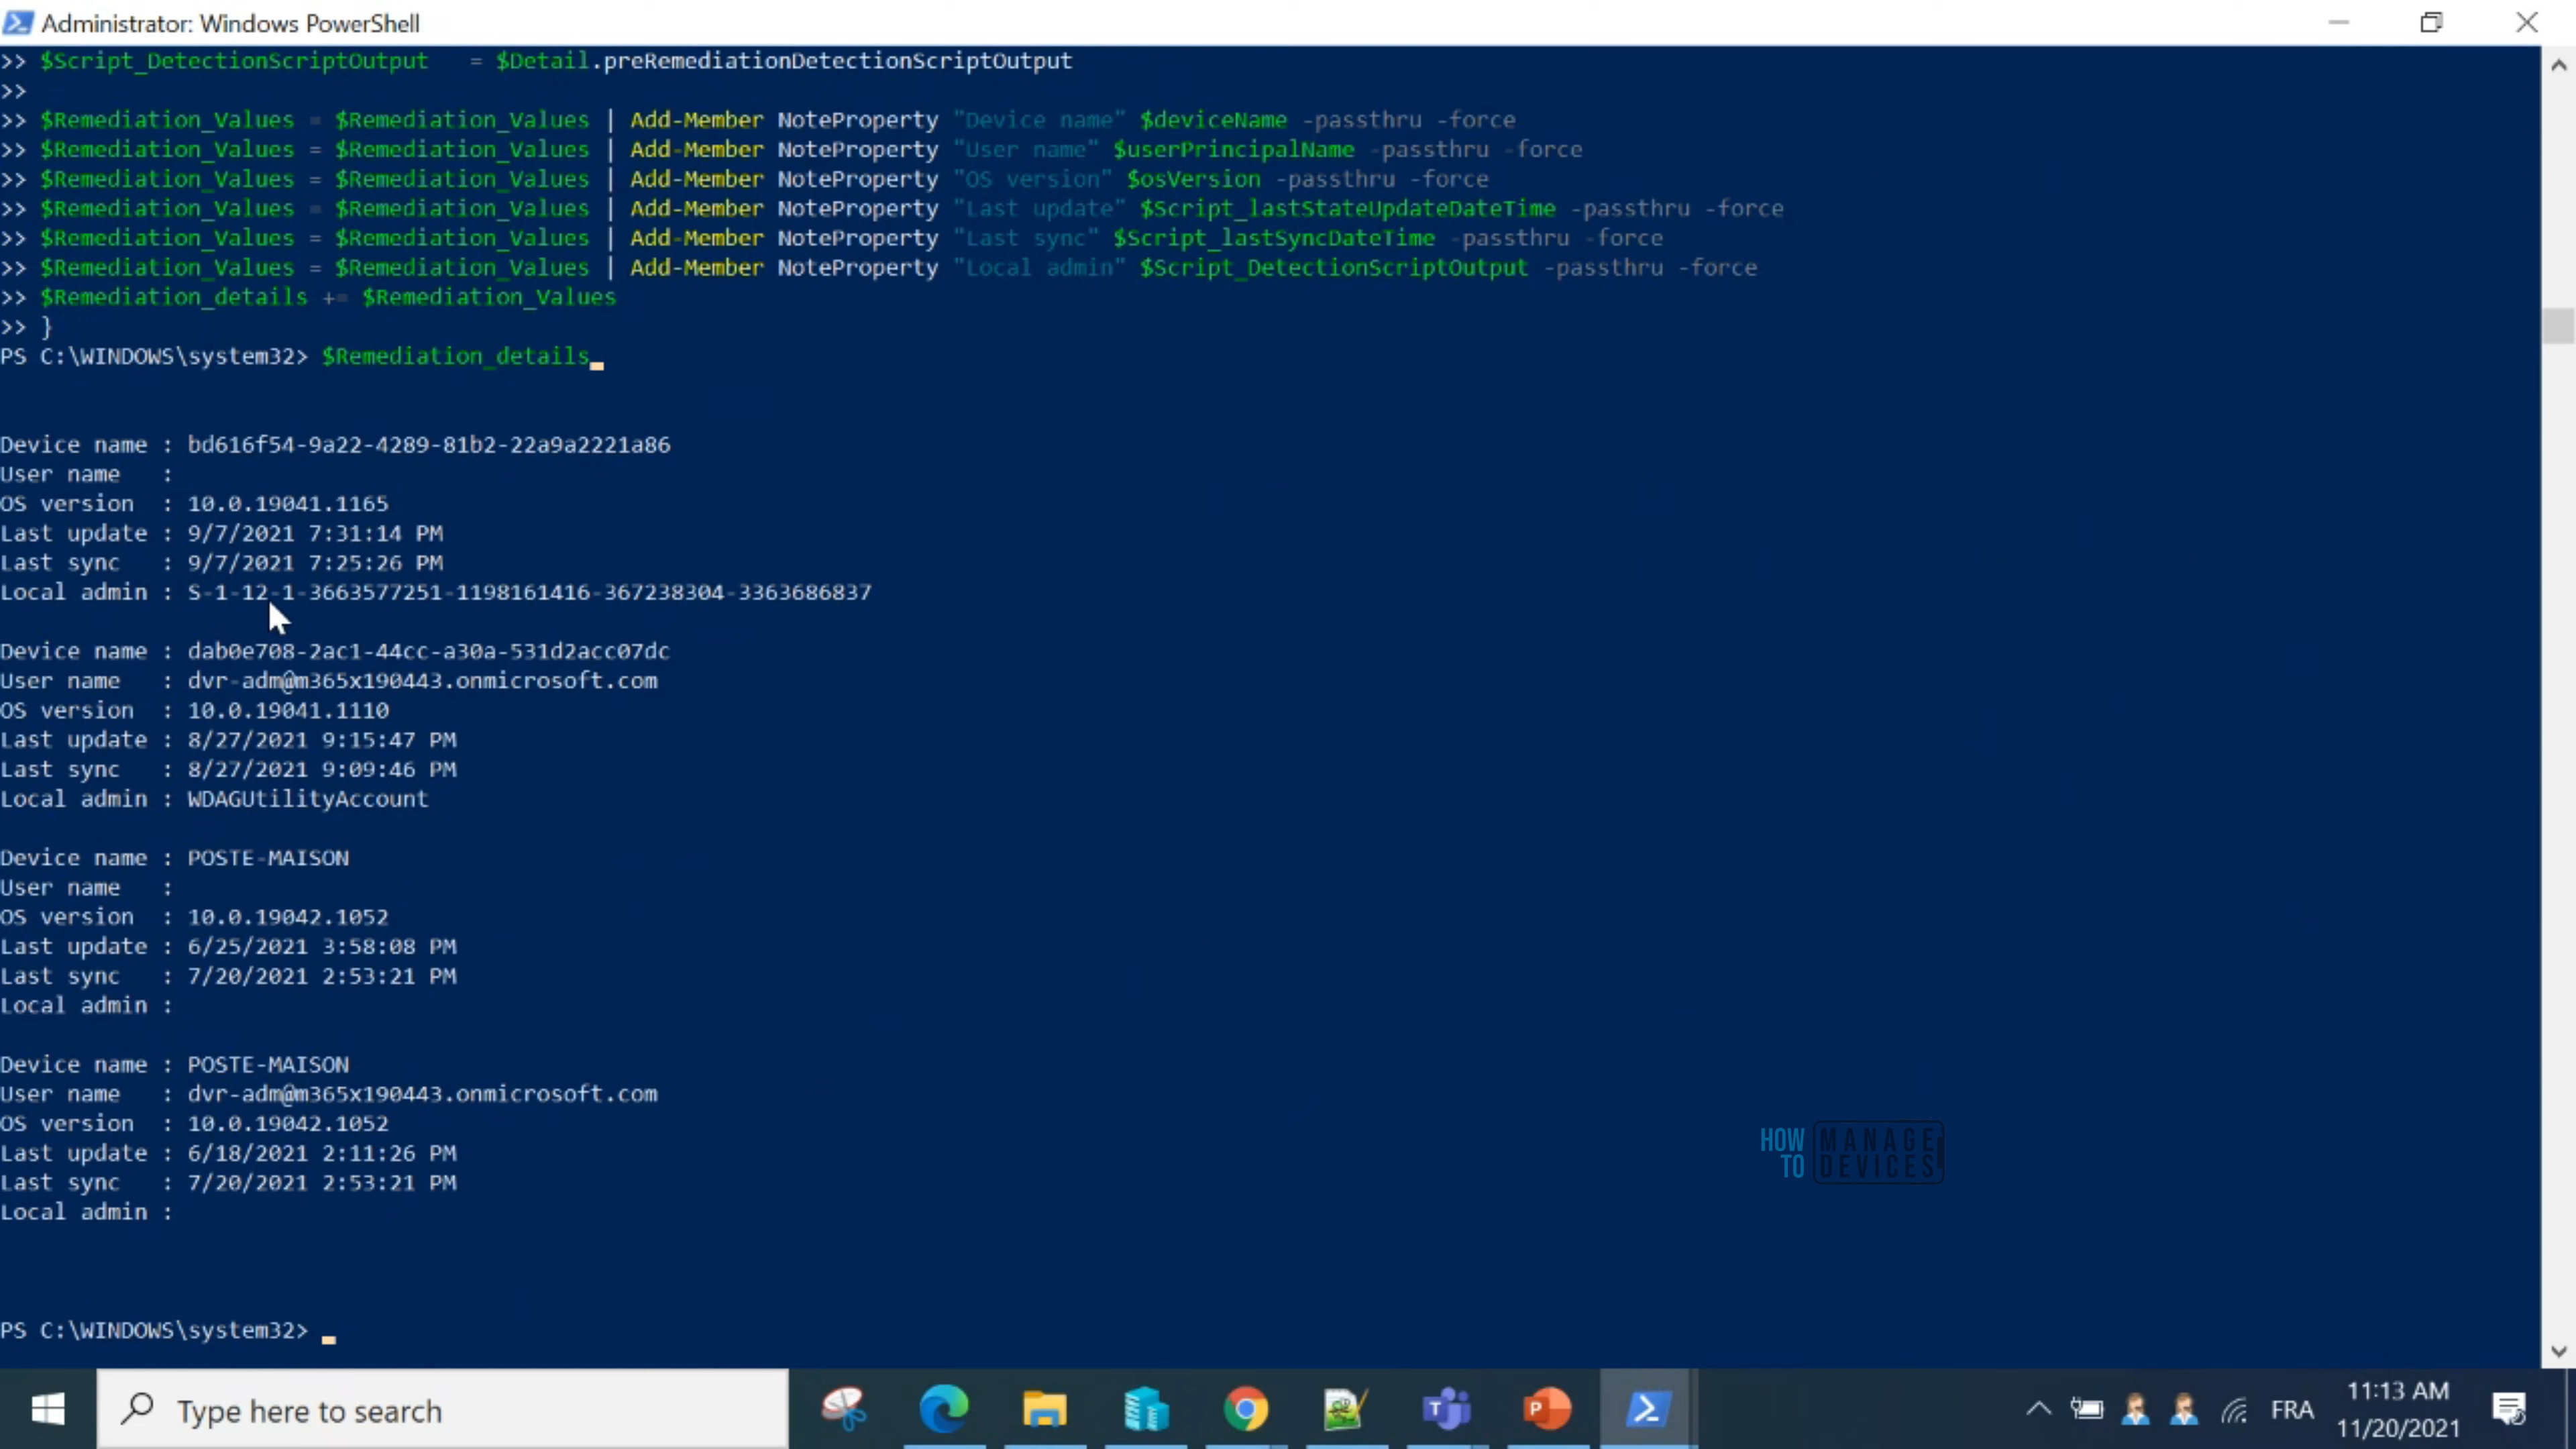 Administrator: Windows PowerShell
>> $Script_DetectionScriptOutput   = $Detail.preRemediationDetectionScriptOutput
>>
>> $Remediation_Values = $Remediation_Values | Add-Member NoteProperty "Device name" $deviceName -passthru -force
>> $Remediation_Values = $Remediation_Values | Add-Member NoteProperty "User name" $userPrincipalName -passthru -force
>> $Remediation_Values = $Remediation_Values | Add-Member NoteProperty "OS version" $osVersion -passthru -force
>> $Remediation_Values = $Remediation_Values | Add-Member NoteProperty "Last update" $Script_lastStateUpdateDateTime -passthru -force
>> $Remediation_Values = $Remediation_Values | Add-Member NoteProperty "Last sync" $Script_lastSyncDateTime -passthru -force
>> $Remediation_Values = $Remediation_Values | Add-Member NoteProperty "Local admin" $Script_DetectionScriptOutput -passthru -force
>> $Remediation_details += $Remediation_Values
>> }
PS C:\WINDOWS\system32> $Remediation_details
Device name : bd616f54-9a22-4289-81b2-22a9a2221a86
User name   :
OS version  : 10.0.19041.1165
Last update : 9/7/2021 7:31:14 PM
Last sync   : 9/7/2021 7:25:26 PM
Local admin : S-1-12-1-3663577251-1198161416-367238304-3363686837
Device name : dab0e708-2ac1-44cc-a30a-531d2acc07dc
User name   : dvr-adm@m365x190443.onmicrosoft.com
OS version  : 10.0.19041.1110
Last update : 8/27/2021 9:15:47 PM
Last sync   : 8/27/2021 9:09:46 PM
Local admin : WDAGUtilityAccount
Device name : POSTE-MAISON
User name   :
OS version  : 10.0.19042.1052
Last update : 6/25/2021 3:58:08 PM
Last sync   : 7/20/2021 2:53:21 PM
Local admin :
Device name : POSTE-MAISON
User name   : dvr-adm@m365x190443.onmicrosoft.com
OS version  : 10.0.19042.1052
Last update : 6/18/2021 2:11:26 PM
Last sync   : 7/20/2021 2:53:21 PM
Local admin :
HOW MANAGE
TO DEVICES
PS C:\WINDOWS\system32>
Type here to search
FRA
11:13 AM
11/20/2021